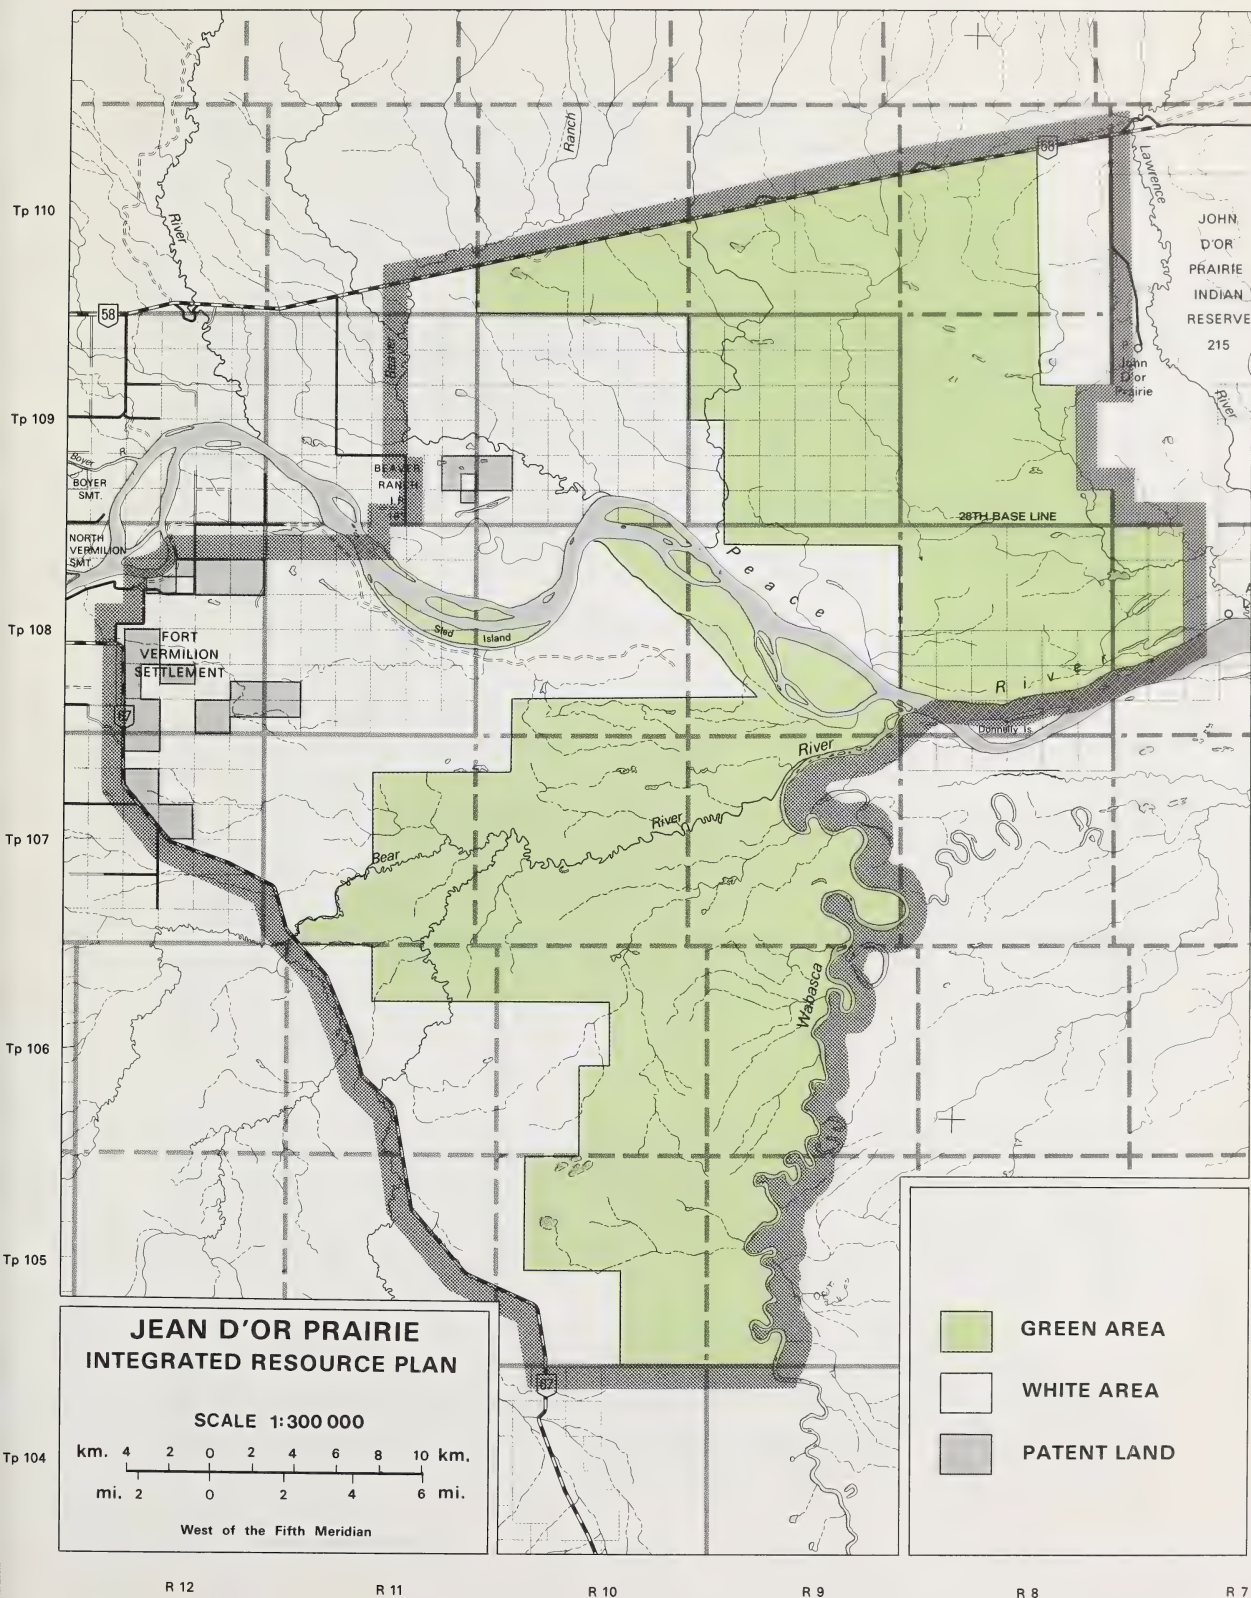 Ranch
River
58
Lawrence
Tp 110
JOHN
D'OR
PRAIRIE
INDIAN
RESERVE
215
58
John
D'or
Prairie
River
Tp 109
Boyer R.
BOYER
SMT.
BEAVER
RANCH
28TH BASE LINE
NORTH
VERMILION
SMT.
Peace
River
Tp 108
Sled Island
FORT
VERMILION
SETTLEMENT
67
Donnelly Is.
River
River
Tp 107
Bear
Wabasca
Tp 106
Tp 105
JEAN D'OR PRAIRIE
INTEGRATED RESOURCE PLAN
SCALE 1:300 000
km. 4 2 0 2 4 6 8 10 km.
mi. 2 0 2 4 6 mi.
West of the Fifth Meridian
67
GREEN AREA
WHITE AREA
PATENT LAND
Tp 104
R 12 R 11 R 10 R 9 R 8 R 7